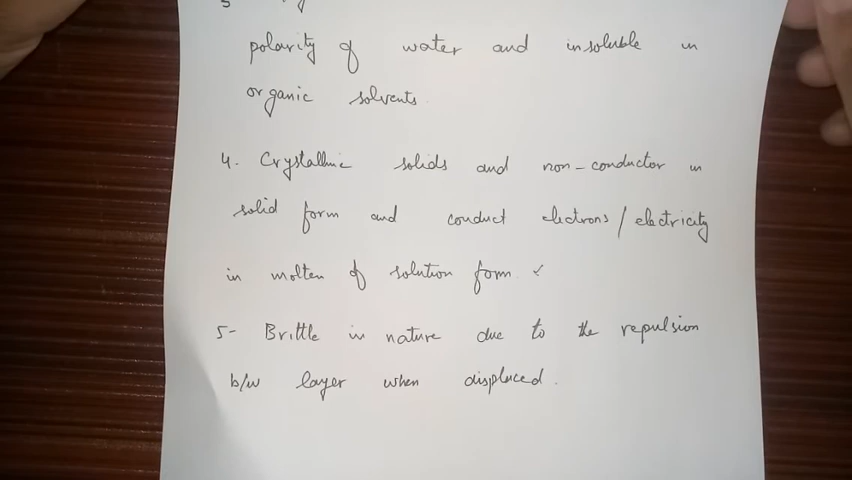 polarity of water and insoluble in
organic solvents.
4. Crystalline solids and non-conductor in
solid form and conduct electrons/electricity
in molten of solution form.
5- Brittle in nature due to the repulsion
b/w layer when displaced.